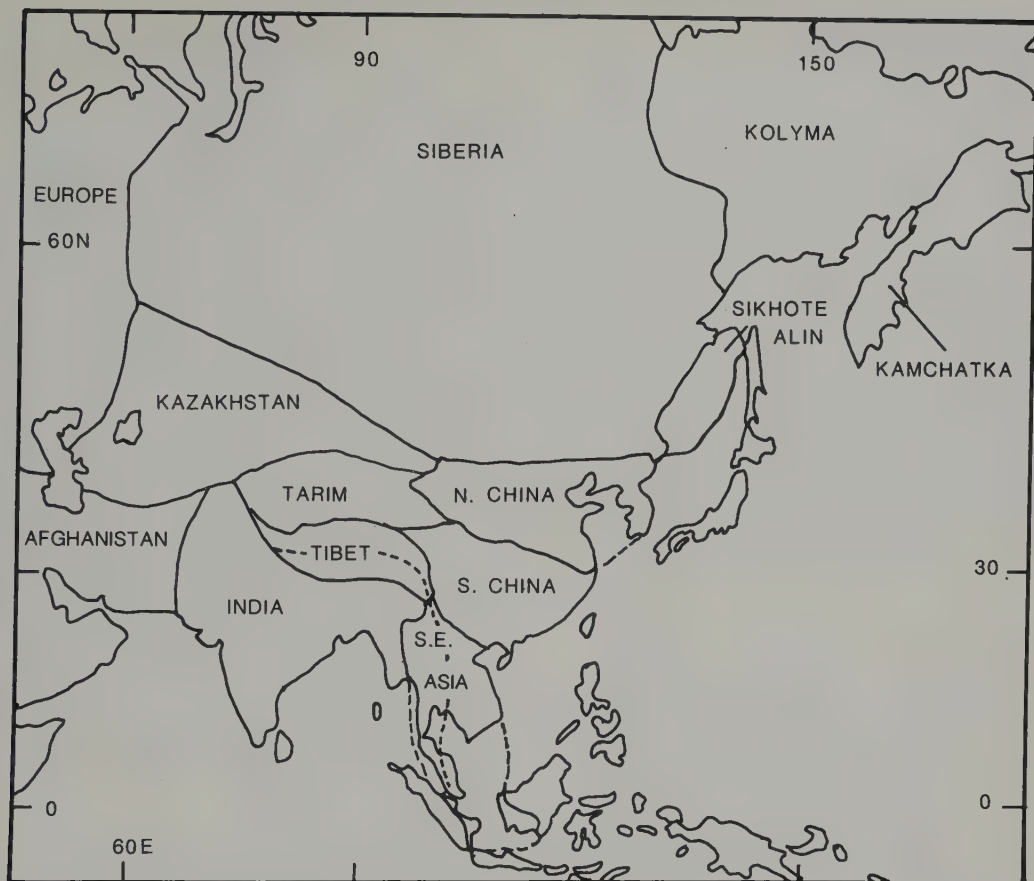 90
150
SIBERIA
KOLYMA
EUROPE
60N
SIKHOTE
ALIN
KAMCHATKA
KAZAKHSTAN
TARIM
N. CHINA
AFGHANISTAN
TIBET
S. CHINA
30
INDIA
S.E.
ASIA
0
0
60E